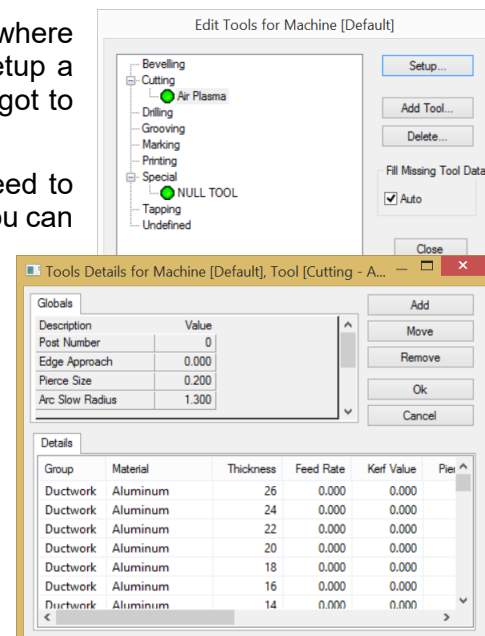 where
etup a
got to
eed to
ou can
Edit Tools for Machine [Default]
Bevelling
Cutting
Air Plasma
Drilling
Grooving
Marking
Printing
Special
NULL TOOL
Tapping
Undefined
Setup...
Add Tool...
Delete...
Fill Missing Tool Data
Auto
Close
Tools Details for Machine [Default], Tool [Cutting - A...
Globals
Description Value
Post Number 0
Edge Approach 0.000
Pierce Size 0.200
Arc Slow Radius 1.300
Add
Move
Remove
Ok
Cancel
Details
Group Material Thickness Feed Rate Kerf Value Pier
Ductwork Aluminum 26 0.000 0.000
Ductwork Aluminum 24 0.000 0.000
Ductwork Aluminum 22 0.000 0.000
Ductwork Aluminum 20 0.000 0.000
Ductwork Aluminum 18 0.000 0.000
Ductwork Aluminum 16 0.000 0.000
Ductwork Aluminum 14 0.000 0.000